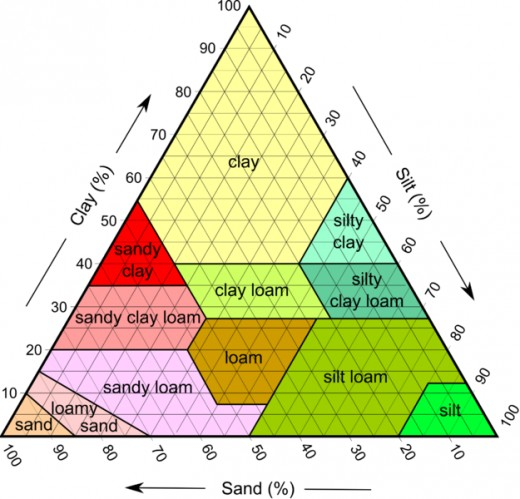 100
90
80
70
60
50
40
30
20
10
Clay (%)
10
20
30
40
50
60
70
80
90
100
Silt (%)
clay
silty
clay
sandy
clay
clay loam
silty
clay loam
sandy clay loam
loam
silt loam
sandy loam
loamy
sand
sand
silt
100
90
80
70
60
50
40
30
20
10
Sand (%)